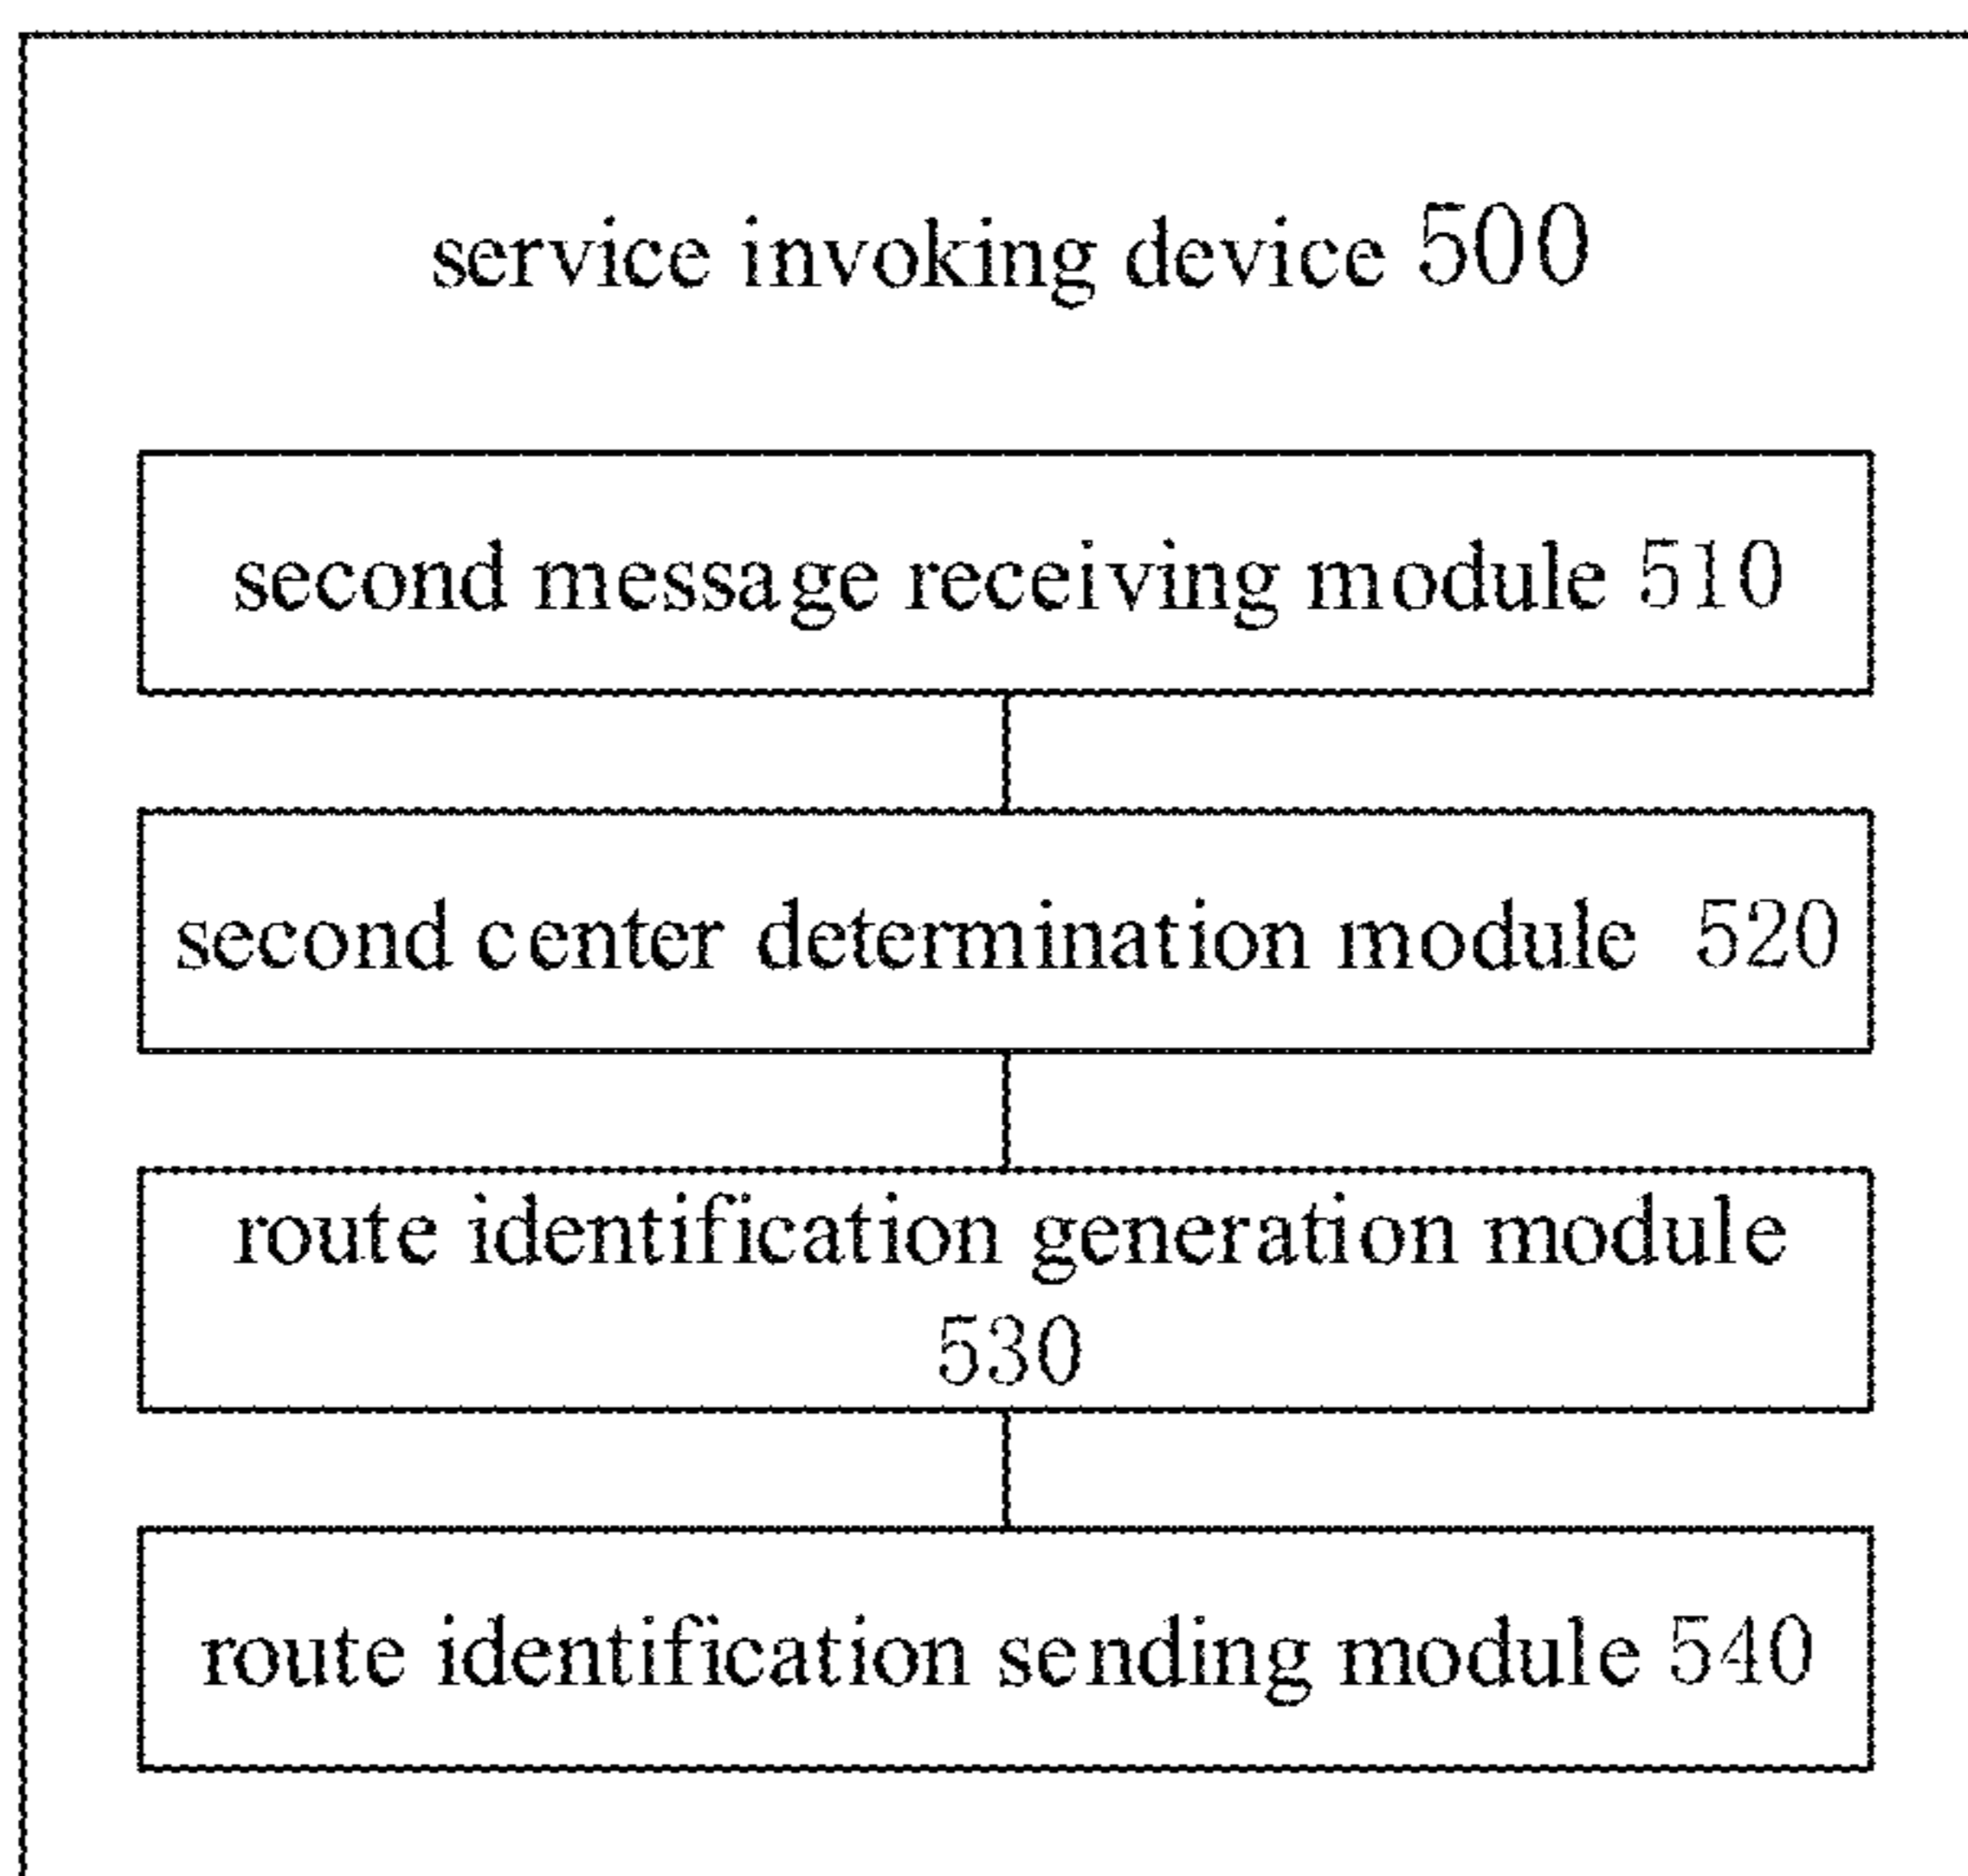 service invoking device 500
second message receiving module 510
second center determination module 520
route identification generation module
530
route identification sending module 540